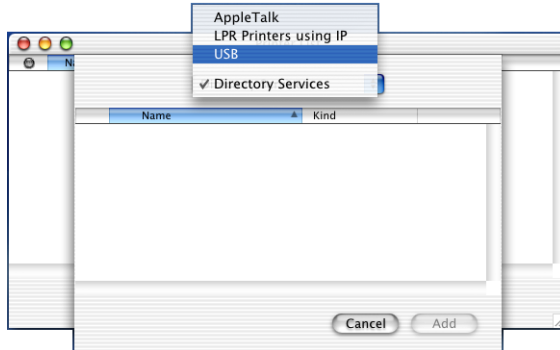 AppleTalk
LPR Printers using IP
USB
✓ Directory Services
Name Kind
Cancel Add